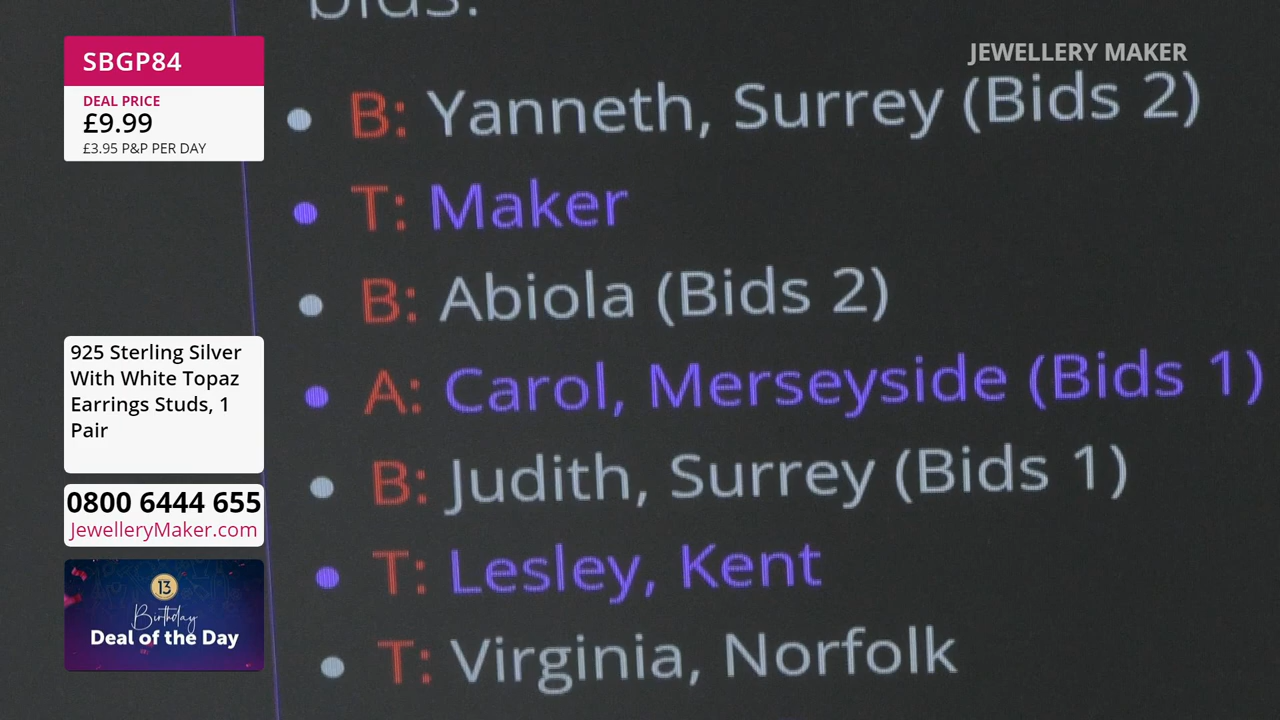 bids:
SBGP84
DEAL PRICE
£9.99
£3.95 P&P PER DAY
JEWELLERY MAKER
• B: Yanneth, Surrey (Bids 2)
• T: Maker
• B: Abiola (Bids 2)
• A: Carol, Merseyside (Bids 1)
• B: Judith, Surrey (Bids 1)
• T: Lesley, Kent
• T: Virginia, Norfolk
925 Sterling Silver
With White Topaz
Earrings Studs, 1
Pair
0800 6444 655
JewelleryMaker.com
13
Birthday
Deal of the Day